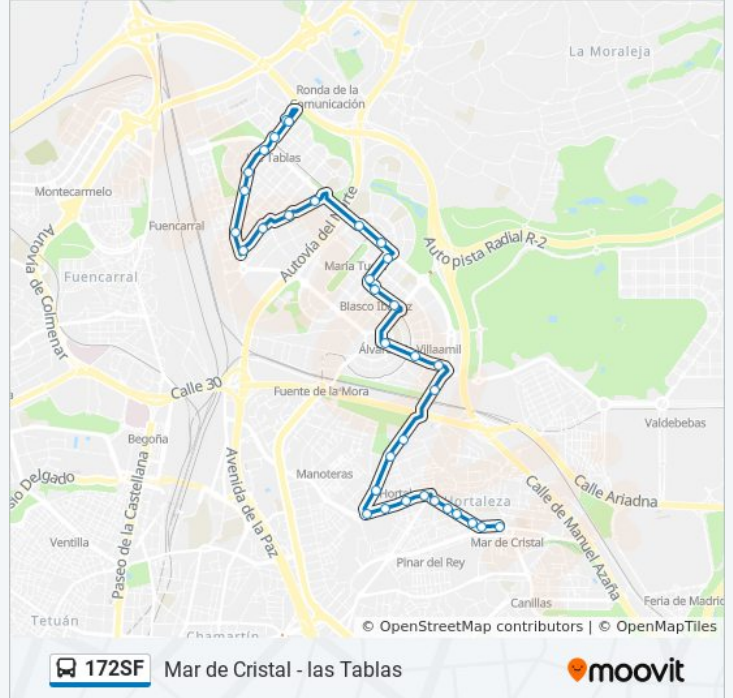 La Moraleja
Ronda de la
Comunicación
Tablas
Montecarmelo
Fuencarral
Autovía del Norte
Autopista Radial R-2
Autovía de Colmenar
Fuencarral
María Tu
Blasco Ib
Álvar
Villaamil
Calle 30
Fuente de la Mora
Valdebebas
Begoña
Avenida de la Paz
Paseo de la Castellana
Manoteras
Calle Ariadna
Delgado
Hortal
Hortaleza
Calle de Manuel Azaña
Ventilla
Mar de Cristal
Pinar del Rey
Canillas
Feria de Madrid
Tetuán
Chamartín
© OpenStreetMap contributors | © OpenMapTiles
172SF Mar de Cristal - las Tablas
moovit